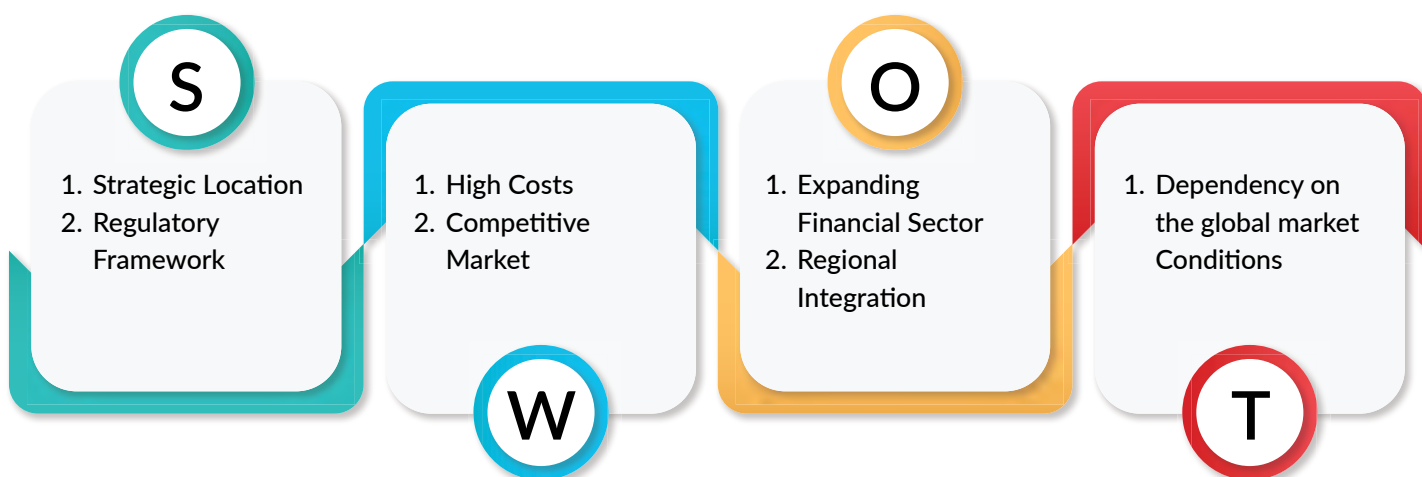 S
1. Strategic Location
2. Regulatory
Framework
W
1. High Costs
2. Competitive
Market
O
1. Expanding
Financial Sector
2. Regional
Integration
T
1. Dependency on
the global market
Conditions